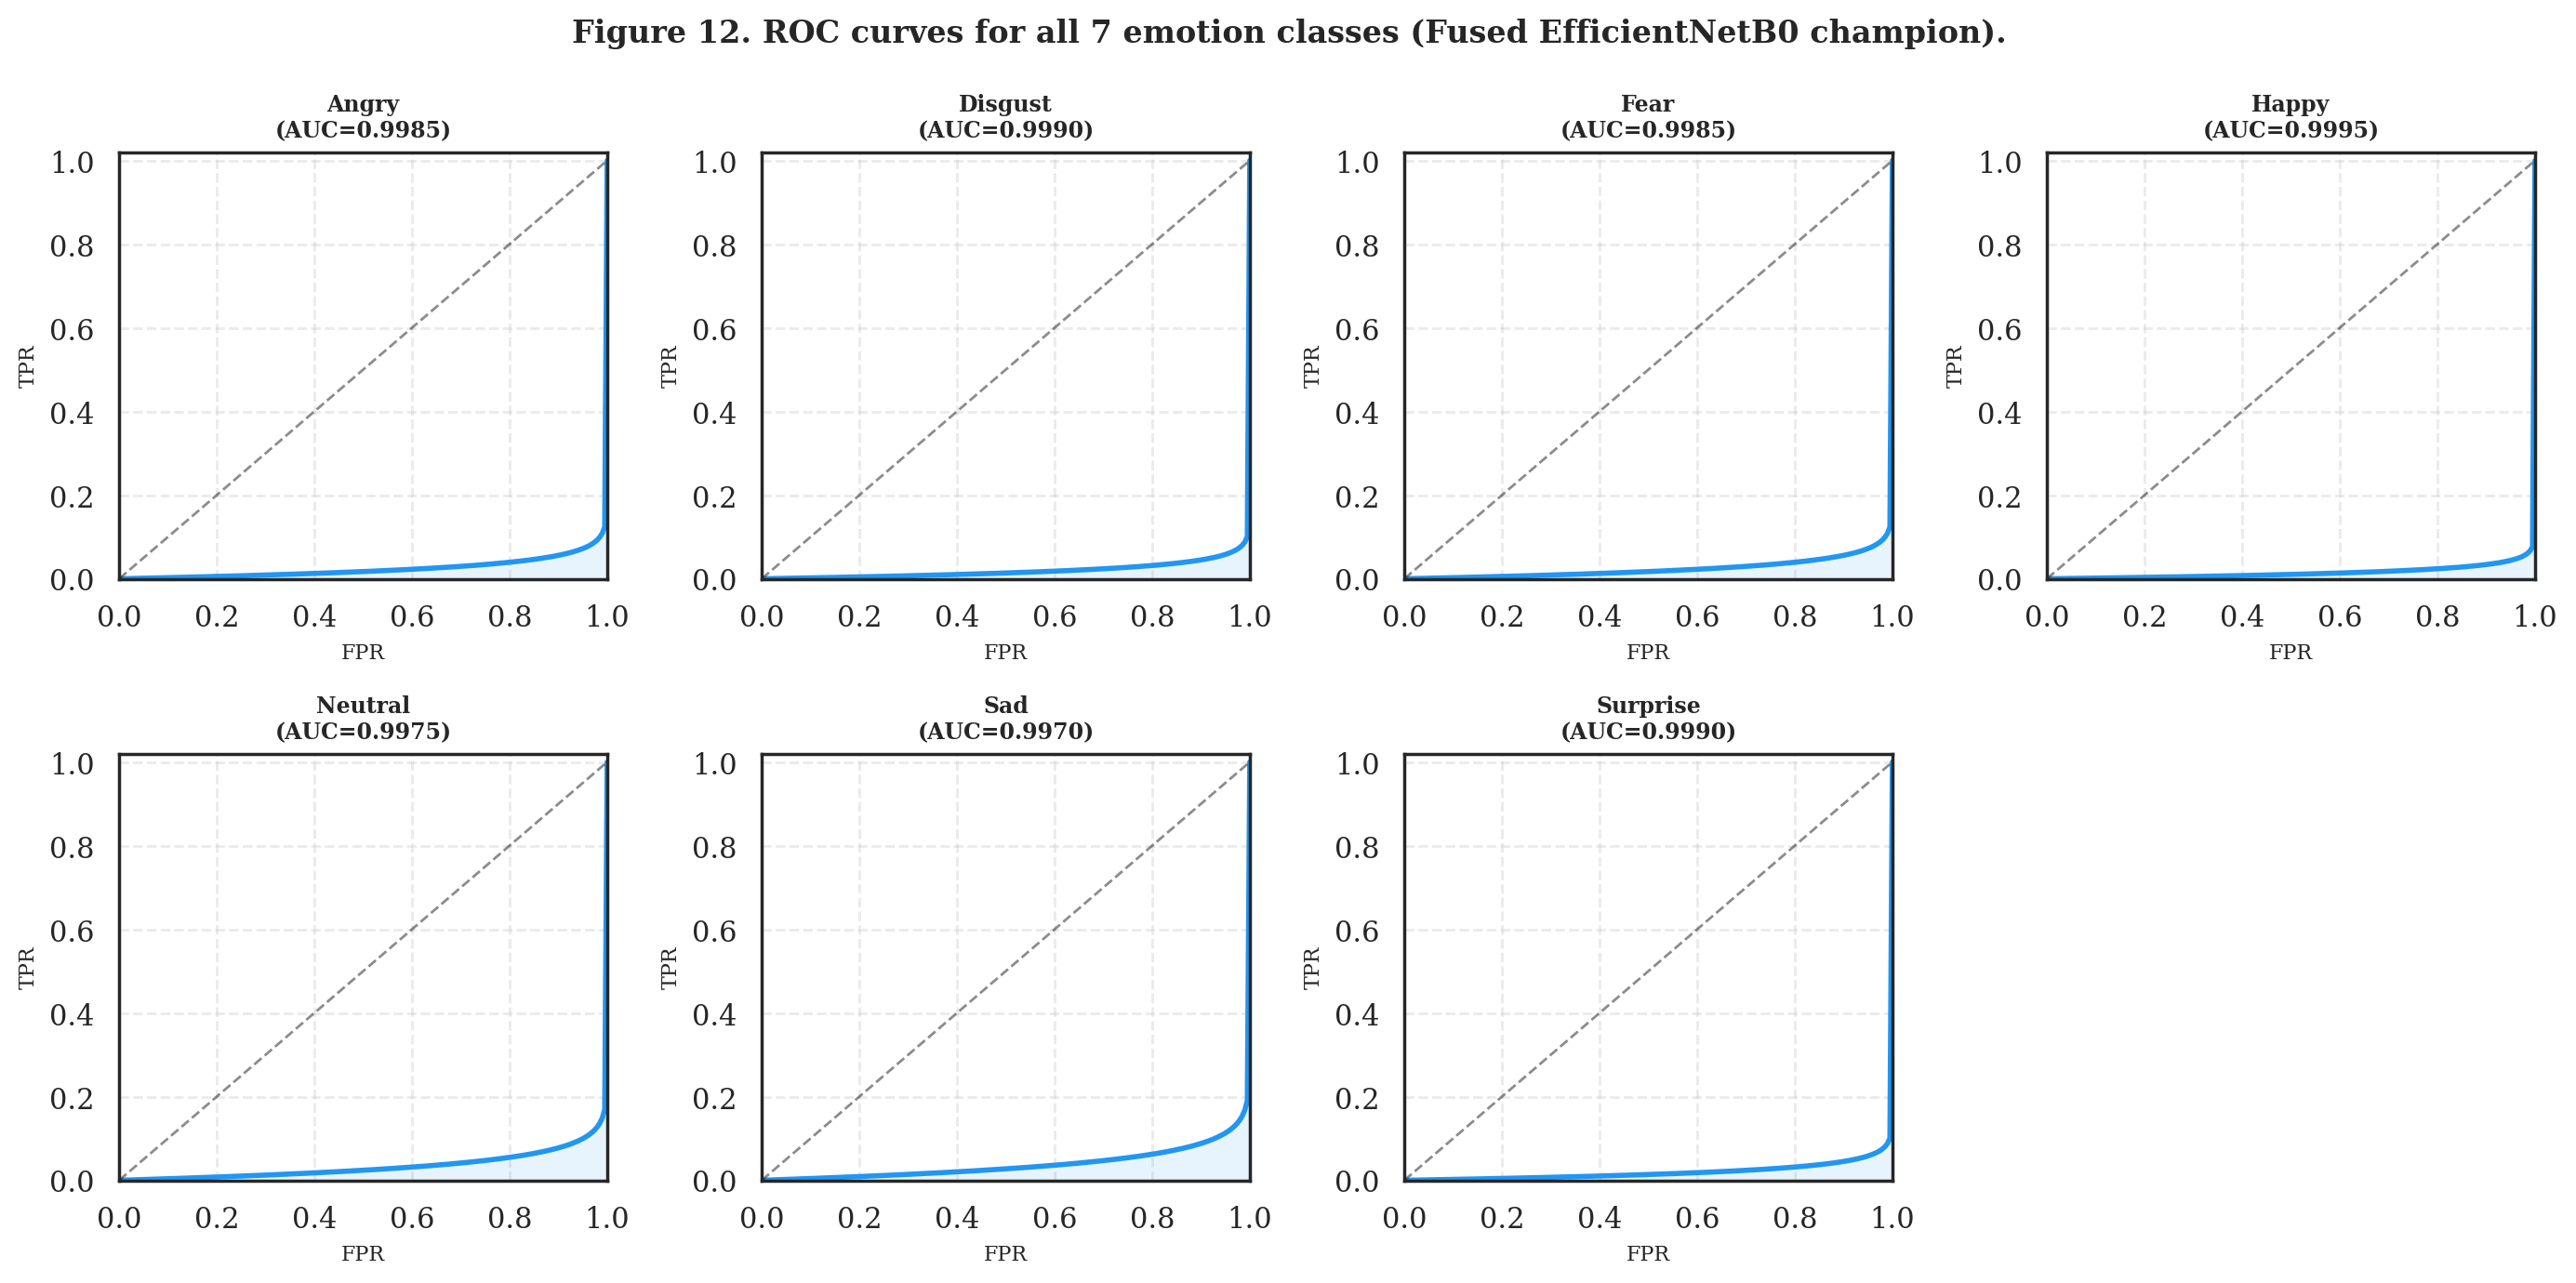 Figure 12. ROC curves for all 7 emotion classes (Fused EfficientNetB0 champion).
Angry
(AUC=0.9985)
1.0
0.8
0.6
0.4
0.2
0.0
TPR
0.0 0.2 0.4 0.6 0.8 1.0
FPR
Disgust
(AUC=0.9990)
1.0
0.8
0.6
0.4
0.2
0.0
TPR
0.0 0.2 0.4 0.6 0.8 1.0
FPR
Fear
(AUC=0.9985)
1.0
0.8
0.6
0.4
0.2
0.0
TPR
0.0 0.2 0.4 0.6 0.8 1.0
FPR
Happy
(AUC=0.9995)
1.0
0.8
0.6
0.4
0.2
0.0
TPR
0.0 0.2 0.4 0.6 0.8 1.0
FPR
Neutral
(AUC=0.9975)
1.0
0.8
0.6
0.4
0.2
0.0
TPR
0.0 0.2 0.4 0.6 0.8 1.0
FPR
Sad
(AUC=0.9970)
1.0
0.8
0.6
0.4
0.2
0.0
TPR
0.0 0.2 0.4 0.6 0.8 1.0
FPR
Surprise
(AUC=0.9990)
1.0
0.8
0.6
0.4
0.2
0.0
TPR
0.0 0.2 0.4 0.6 0.8 1.0
FPR